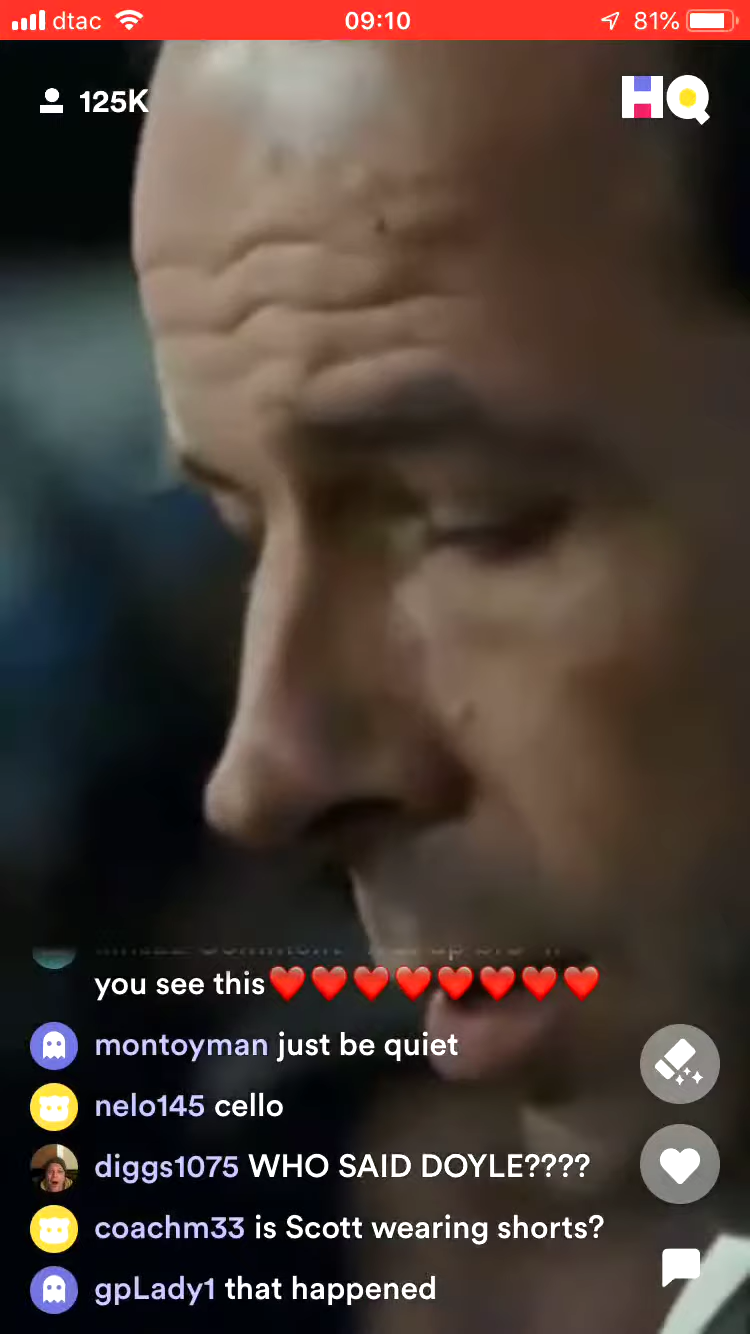 dtac
09:10
81%
125K
HQ
you see this❤️❤️❤️❤️❤️❤️❤️❤️
montoyman just be quiet
nelo145 cello
diggs1075 WHO SAID DOYLE????
coachm33 is Scott wearing shorts?
gpLady1 that happened